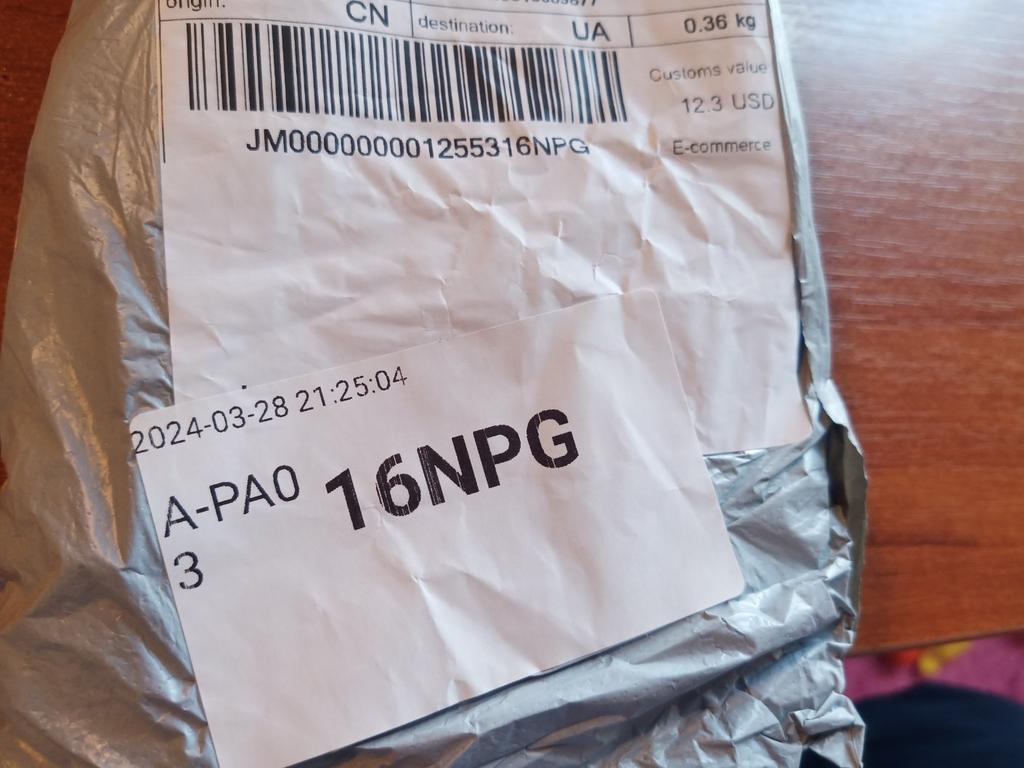 origin: CN destination: UA 0.36 kg
Customs value
12.3 USD
JM000000001255316NPG
E-commerce
2024-03-28 21:25:04
A-PA0 16NPG
3